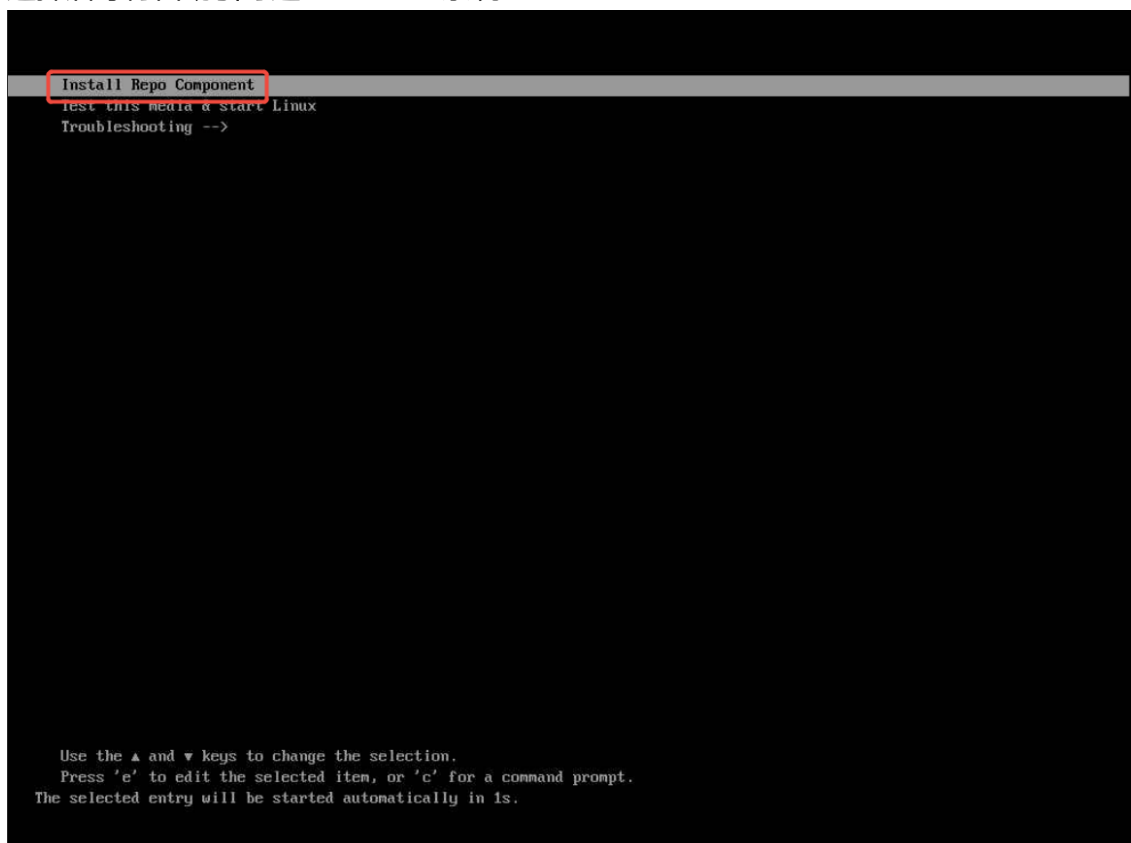 Install Repo Component
Test this media & start Linux
Troubleshooting -->
Use the ▲ and ▼ keys to change the selection.
Press 'e' to edit the selected item, or 'c' for a command prompt.
The selected entry will be started automatically in 1s.